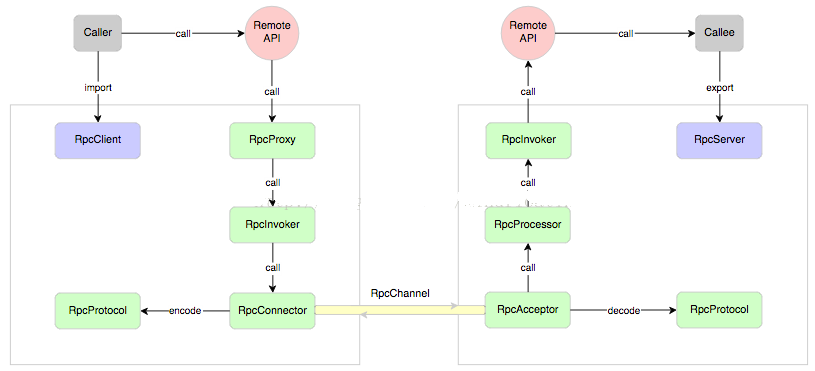 Caller
call
Remote
API
Remote
API
call
Callee
import
call
call
export
RpcClient
RpcProxy
RpcInvoker
RpcServer
call
call
RpcInvoker
RpcProcessor
call
call
RpcChannel
RpcProtocol
encode
RpcConnector
RpcAcceptor
decode
RpcProtocol